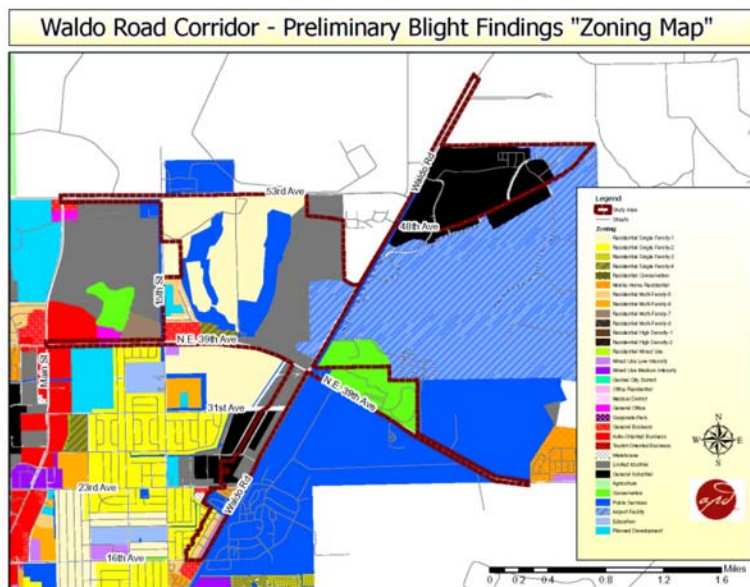 Waldo Road Corridor - Preliminary Blight Findings "Zoning Map"
53rd Ave
Waldo Rd
48th Ave
15th St
N.E. 39th Ave
Main St
31st Ave
N.E. 39th Ave
23rd Ave
Waldo Rd
16th Ave
Legend
Study Area
Streets
Zoning
Residential Single Family-1
Residential Single Family-2
Residential Single Family-3
Residential Single Family-4
Residential Conservation
Mobile Home Residential
Residential Multi-Family-5
Residential Multi-Family-6
Residential Multi-Family-7
Residential Multi-Family-8
Residential High Density-1
Residential High Density-2
Residential Mixed Use
Mixed Use Low Intensity
Mixed Use Medium Intensity
Central City District
Office Residential
Medical District
General Office
Corporate Park
General Business
Auto-Oriented Business
Tourist-Oriented Business
Warehouse
Limited Industrial
General Industrial
Agriculture
Conservation
Public Services
Airport Facility
Education
Planned Development
N
W
E
S
apd
Miles
0 0.2 0.4 0.8 1.2 1.6